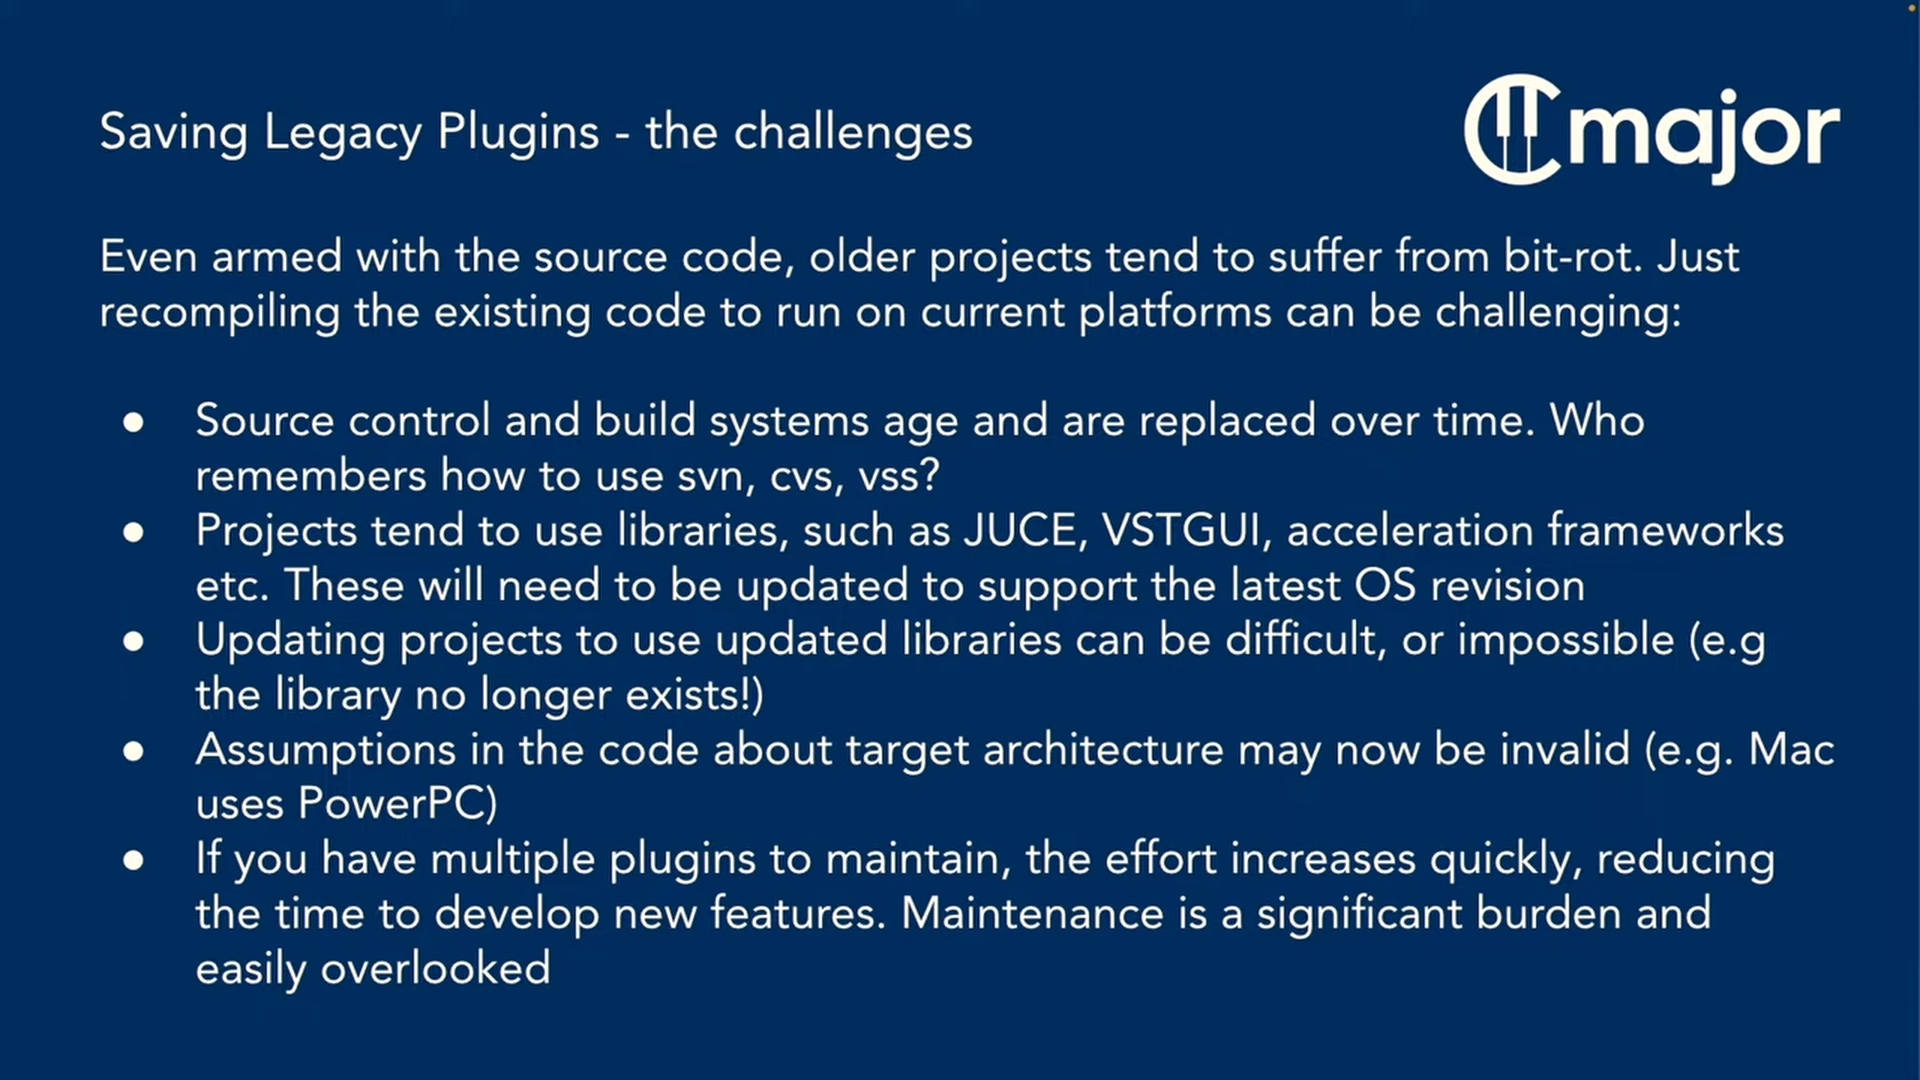 Saving Legacy Plugins - the challenges
Cmajor
Even armed with the source code, older projects tend to suffer from bit-rot. Just
recompiling the existing code to run on current platforms can be challenging:
● Source control and build systems age and are replaced over time. Who
remembers how to use svn, cvs, vss?
● Projects tend to use libraries, such as JUCE, VSTGUI, acceleration frameworks
etc. These will need to be updated to support the latest OS revision
● Updating projects to use updated libraries can be difficult, or impossible (e.g
the library no longer exists!)
● Assumptions in the code about target architecture may now be invalid (e.g. Mac
uses PowerPC)
● If you have multiple plugins to maintain, the effort increases quickly, reducing
the time to develop new features. Maintenance is a significant burden and
easily overlooked